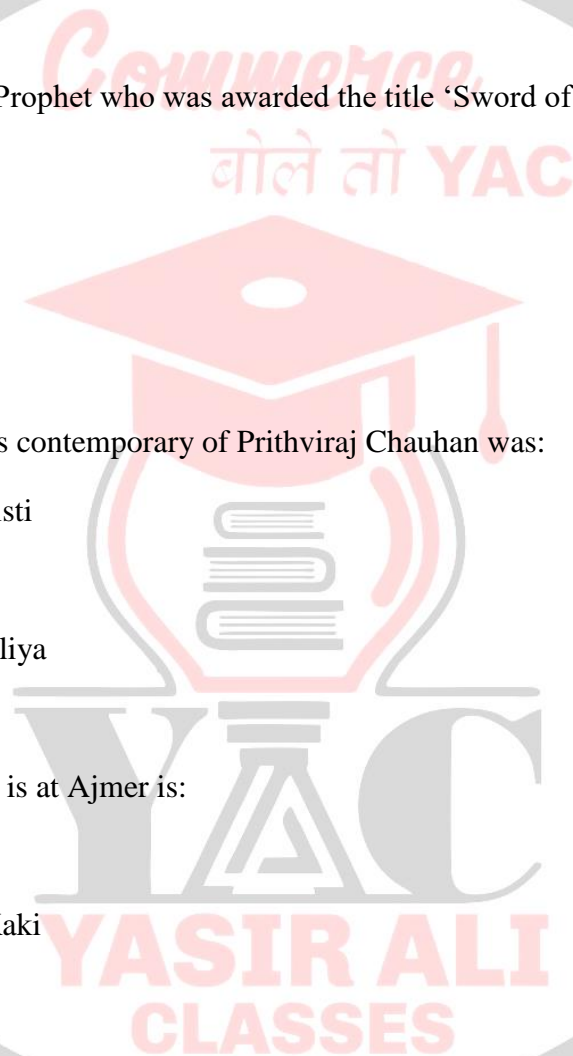 Commerce
Prophet who was awarded the title ‘Sword of
बोले तो YAC
s contemporary of Prithviraj Chauhan was:
sti
liya
is at Ajmer is:
YAC
aki
YASIR ALI
CLASSES